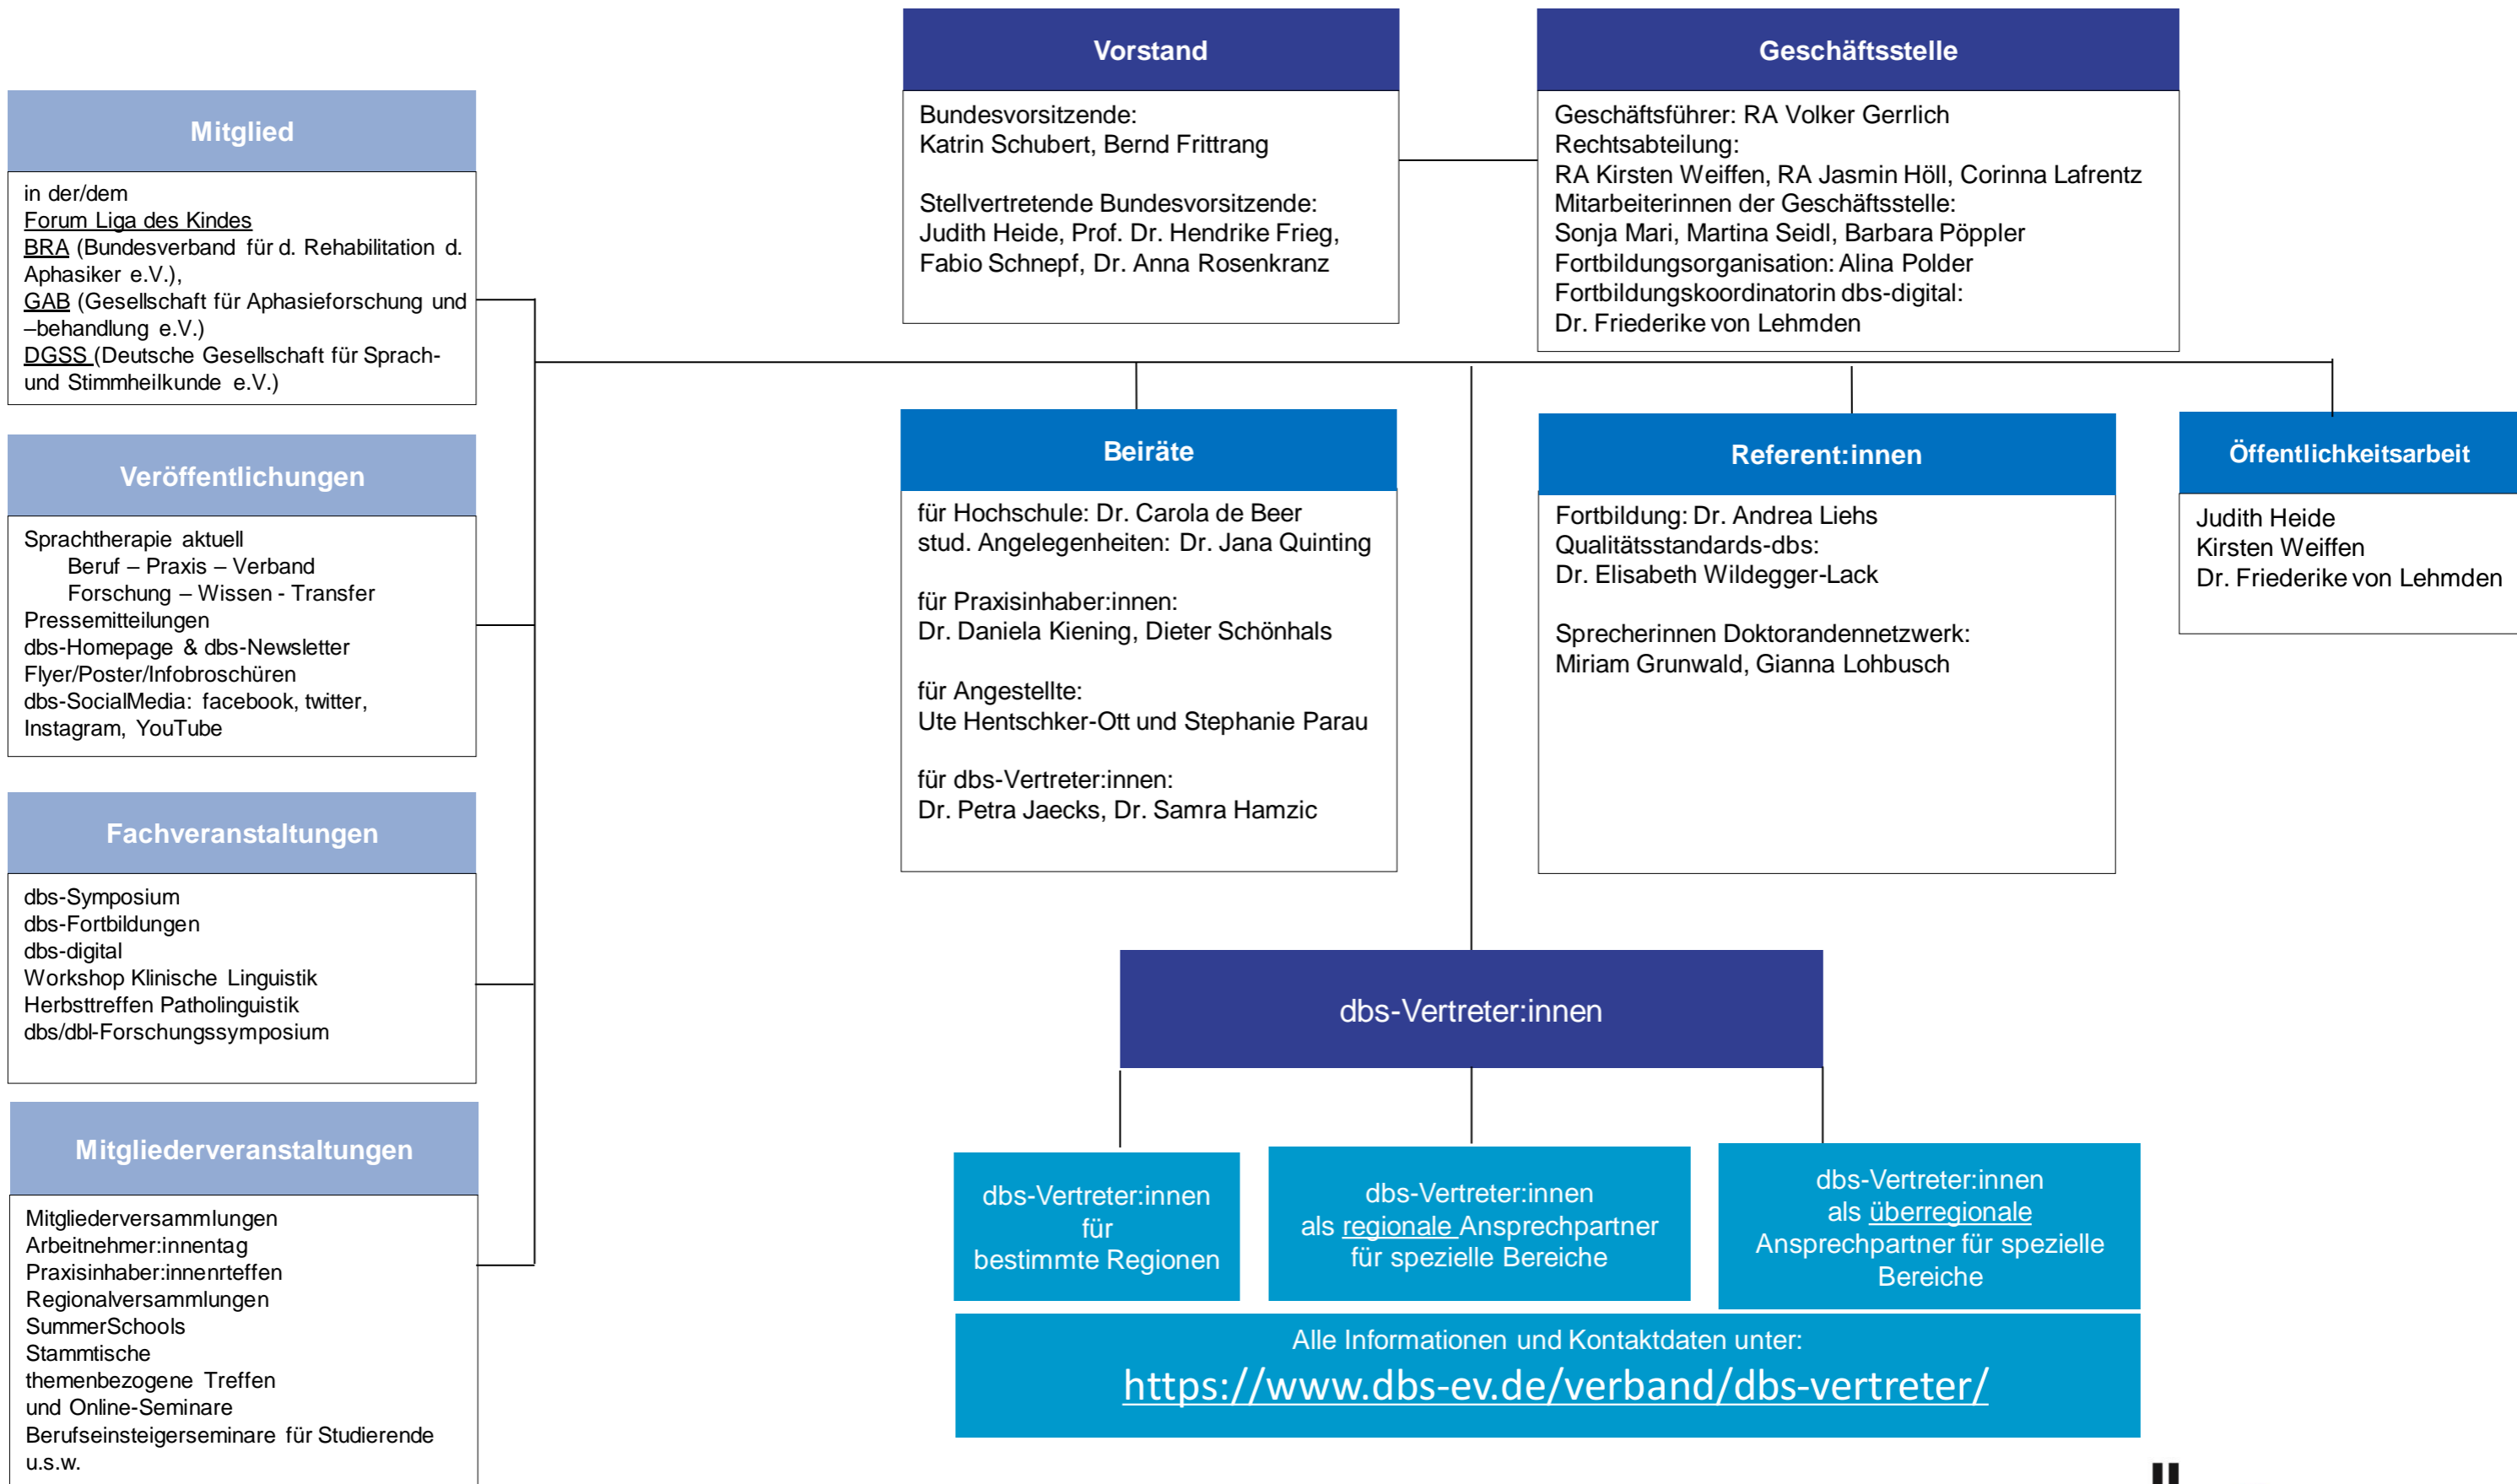 Vorstand
Bundesvorsitzende:
Katrin Schubert, Bernd Frittrang
Stellvertretende Bundesvorsitzende:
Judith Heide, Prof. Dr. Hendrike Frieg,
Fabio Schnepf, Dr. Anna Rosenkranz
Geschäftsstelle
Geschäftsführer: RA Volker Gerrlich
Rechtsabteilung:
RA Kirsten Weiffen, RA Jasmin Höll, Corinna Lafrentz
Mitarbeiterinnen der Geschäftsstelle:
Sonja Mari, Martina Seidl, Barbara Pöppler
Fortbildungsorganisation: Alina Polder
Fortbildungskoordinatorin dbs-digital:
Dr. Friederike von Lehmden
Mitglied
in der/dem
Forum Liga des Kindes
BRA (Bundesverband für d. Rehabilitation d.
Aphasiker e.V.),
GAB (Gesellschaft für Aphasieforschung und
–behandlung e.V.)
DGSS (Deutsche Gesellschaft für Sprach-
und Stimmheilkunde e.V.)
Veröffentlichungen
Sprachtherapie aktuell
Beruf – Praxis – Verband
Forschung – Wissen - Transfer
Pressemitteilungen
dbs-Homepage & dbs-Newsletter
Flyer/Poster/Infobroschüren
dbs-SocialMedia: facebook, twitter,
Instagram, YouTube
Fachveranstaltungen
dbs-Symposium
dbs-Fortbildungen
dbs-digital
Workshop Klinische Linguistik
Herbsttreffen Patholinguistik
dbs/dbl-Forschungssymposium
Mitgliederveranstaltungen
Mitgliederversammlungen
Arbeitnehmer:innentag
Praxisinhaber:innenrteffen
Regionalversammlungen
SummerSchools
Stammtische
themenbezogene Treffen
und Online-Seminare
Berufseinsteigerseminare für Studierende
u.s.w.
Beiräte
für Hochschule: Dr. Carola de Beer
stud. Angelegenheiten: Dr. Jana Quinting
für Praxisinhaber:innen:
Dr. Daniela Kiening, Dieter Schönhals
für Angestellte:
Ute Hentschker-Ott und Stephanie Parau
für dbs-Vertreter:innen:
Dr. Petra Jaecks, Dr. Samra Hamzic
Referent:innen
Fortbildung: Dr. Andrea Liehs
Qualitätsstandards-dbs:
Dr. Elisabeth Wildegger-Lack
Sprecherinnen Doktorandennetzwerk:
Miriam Grunwald, Gianna Lohbusch
Öffentlichkeitsarbeit
Judith Heide
Kirsten Weiffen
Dr. Friederike von Lehmden
dbs-Vertreter:innen
dbs-Vertreter:innen
für
bestimmte Regionen
dbs-Vertreter:innen
als regionale Ansprechpartner
für spezielle Bereiche
dbs-Vertreter:innen
als überregionale
Ansprechpartner für spezielle
Bereiche
Alle Informationen und Kontaktdaten unter:
https://www.dbs-ev.de/verband/dbs-vertreter/